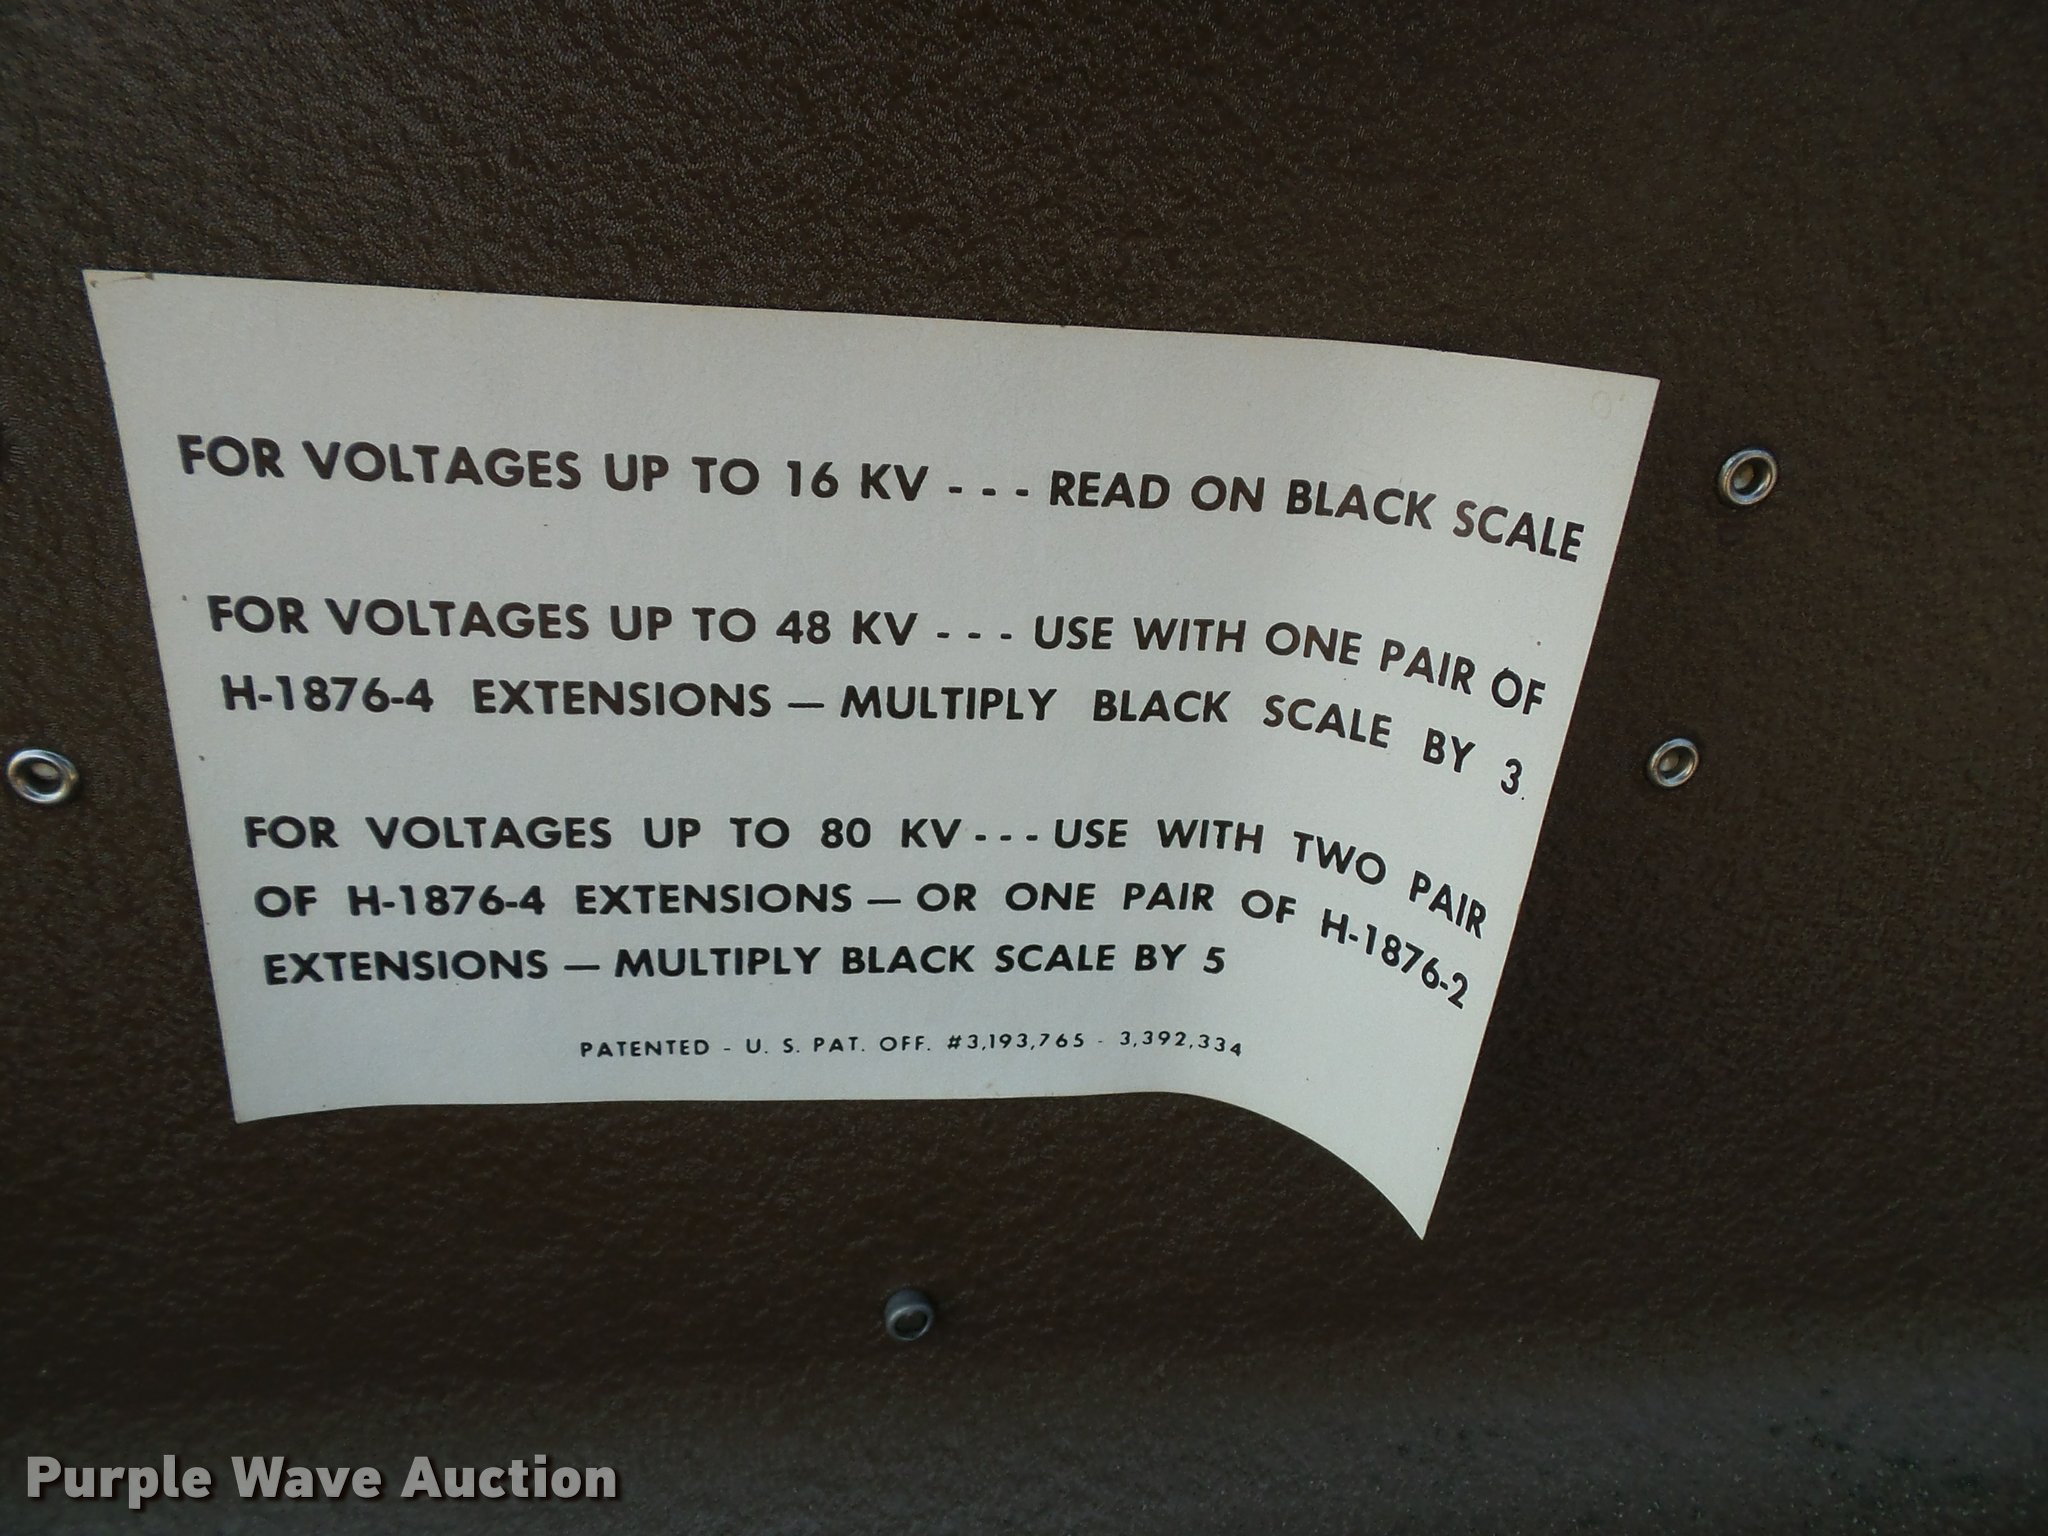 FOR VOLTAGES UP TO 16 KV - - - READ ON BLACK SCALE
FOR VOLTAGES UP TO 48 KV - - - USE WITH ONE PAIR OF
H-1876-4 EXTENSIONS — MULTIPLY BLACK SCALE BY 3
FOR VOLTAGES UP TO 80 KV - - - USE WITH TWO PAIR
OF H-1876-4 EXTENSIONS — OR ONE PAIR OF H-1876-2
EXTENSIONS — MULTIPLY BLACK SCALE BY 5
PATENTED - U. S. PAT. OFF. #3,193,765 - 3,392,334
Purple Wave Auction